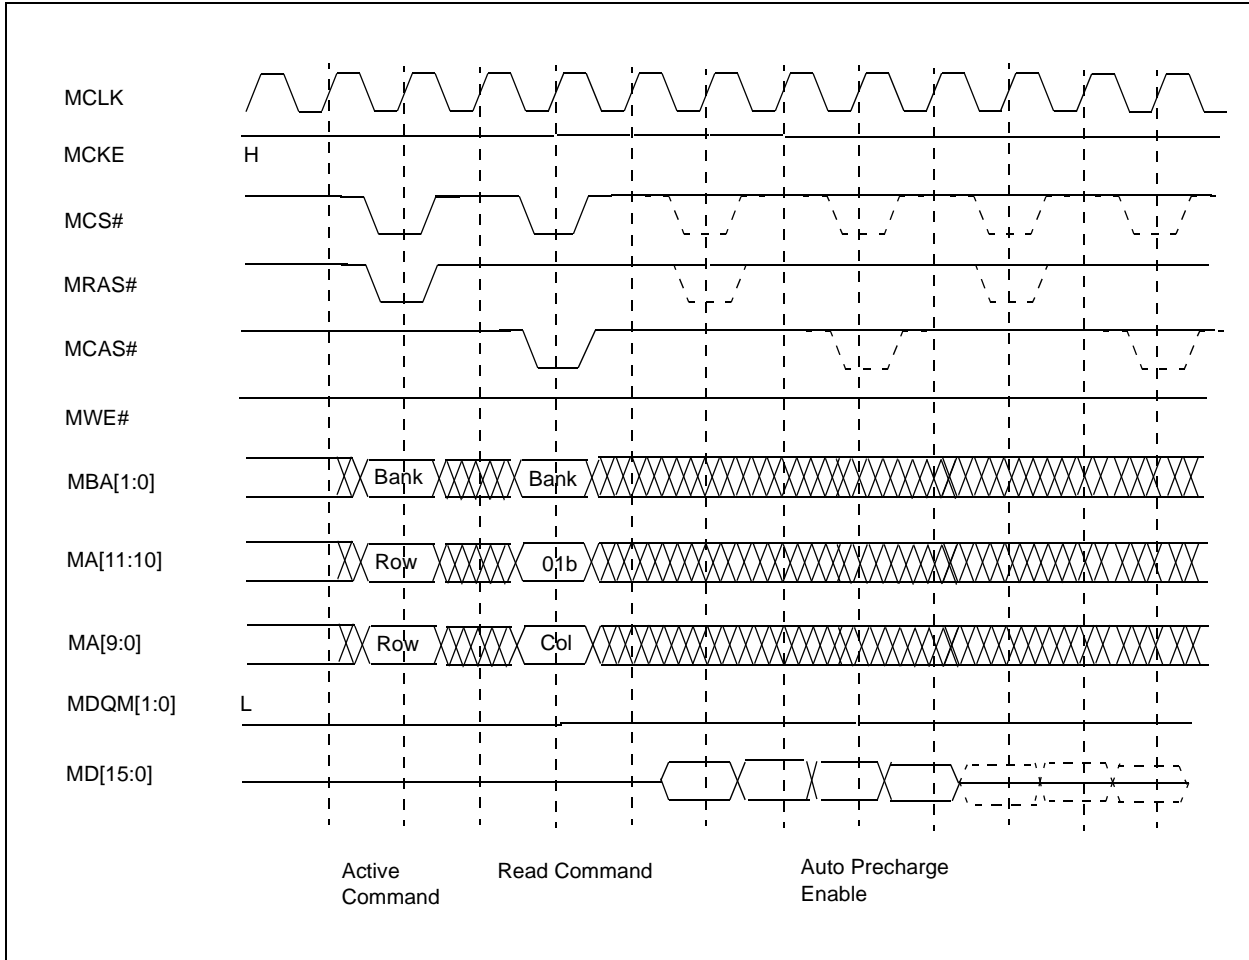 MCLK
MCKE H
MCS#
MRAS#
MCAS#
MWE#
MBA[1:0] Bank Bank
MA[11:10] Row 01b
MA[9:0] Row Col
MDQM[1:0] L
MD[15:0]
Active Command
Read Command
Auto Precharge Enable